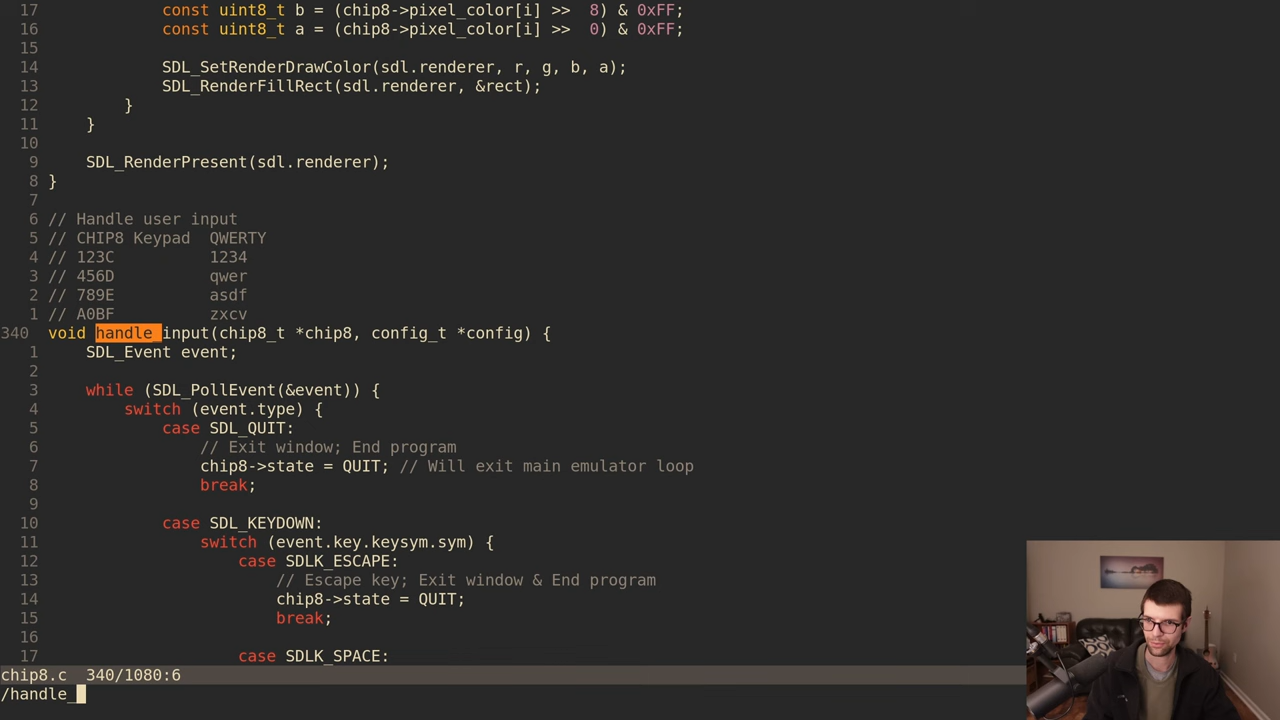 17             const uint8_t b = (chip8->pixel_color[i] >>  8) & 0xFF;
16             const uint8_t a = (chip8->pixel_color[i] >>  0) & 0xFF;
15
14             SDL_SetRenderDrawColor(sdl.renderer, r, g, b, a);
13             SDL_RenderFillRect(sdl.renderer, &rect);
12         }
11     }
10
9     SDL_RenderPresent(sdl.renderer);
8 }
7
6 // Handle user input
5 // CHIP8 Keypad  QWERTY
4 // 123C          1234
3 // 456D          qwer
2 // 789E          asdf
1 // A0BF          zxcv
340 void handle_input(chip8_t *chip8, config_t *config) {
1     SDL_Event event;
2
3     while (SDL_PollEvent(&event)) {
4         switch (event.type) {
5             case SDL_QUIT:
6                 // Exit window; End program
7                 chip8->state = QUIT; // Will exit main emulator loop
8                 break;
9
10             case SDL_KEYDOWN:
11                 switch (event.key.keysym.sym) {
12                     case SDLK_ESCAPE:
13                         // Escape key; Exit window & End program
14                         chip8->state = QUIT;
15                         break;
16
17                     case SDLK_SPACE:
chip8.c  340/1080:6
/handle_